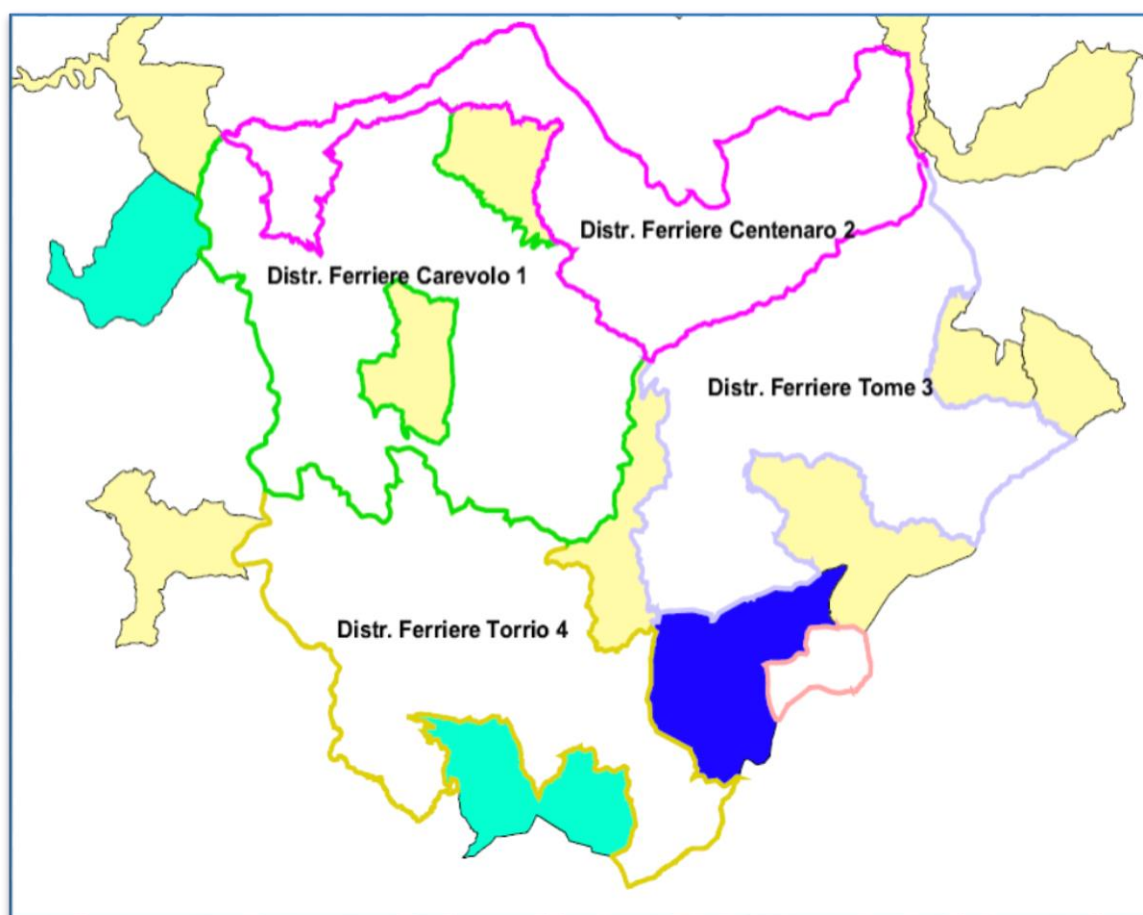 Distr. Ferriere Centenaro 2
Distr. Ferriere Carevolo 1
Distr. Ferriere Tome 3
Distr. Ferriere Torrio 4